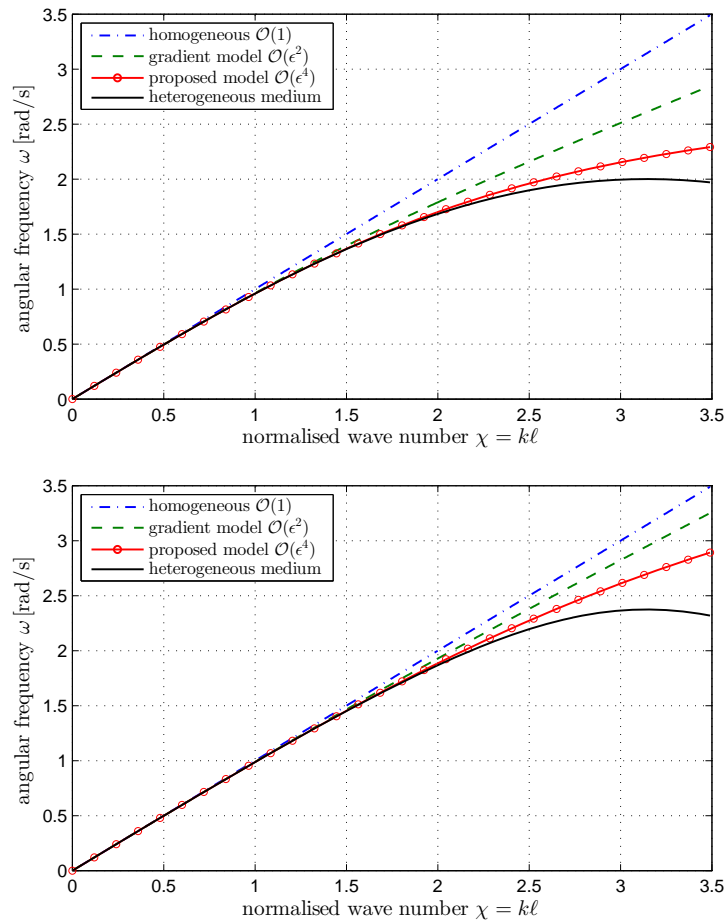 3.5
homogeneous 𝒪(1)
gradient model 𝒪(ϵ²)
proposed model 𝒪(ϵ⁴)
heterogeneous medium
3
2.5
2
1.5
1
0.5
0
angular frequency ω [rad/s]
0 0.5 1 1.5 2 2.5 3 3.5
normalised wave number χ = kℓ
3.5
homogeneous 𝒪(1)
gradient model 𝒪(ϵ²)
proposed model 𝒪(ϵ⁴)
heterogeneous medium
3
2.5
2
1.5
1
0.5
0
angular frequency ω [rad/s]
0 0.5 1 1.5 2 2.5 3 3.5
normalised wave number χ = kℓ